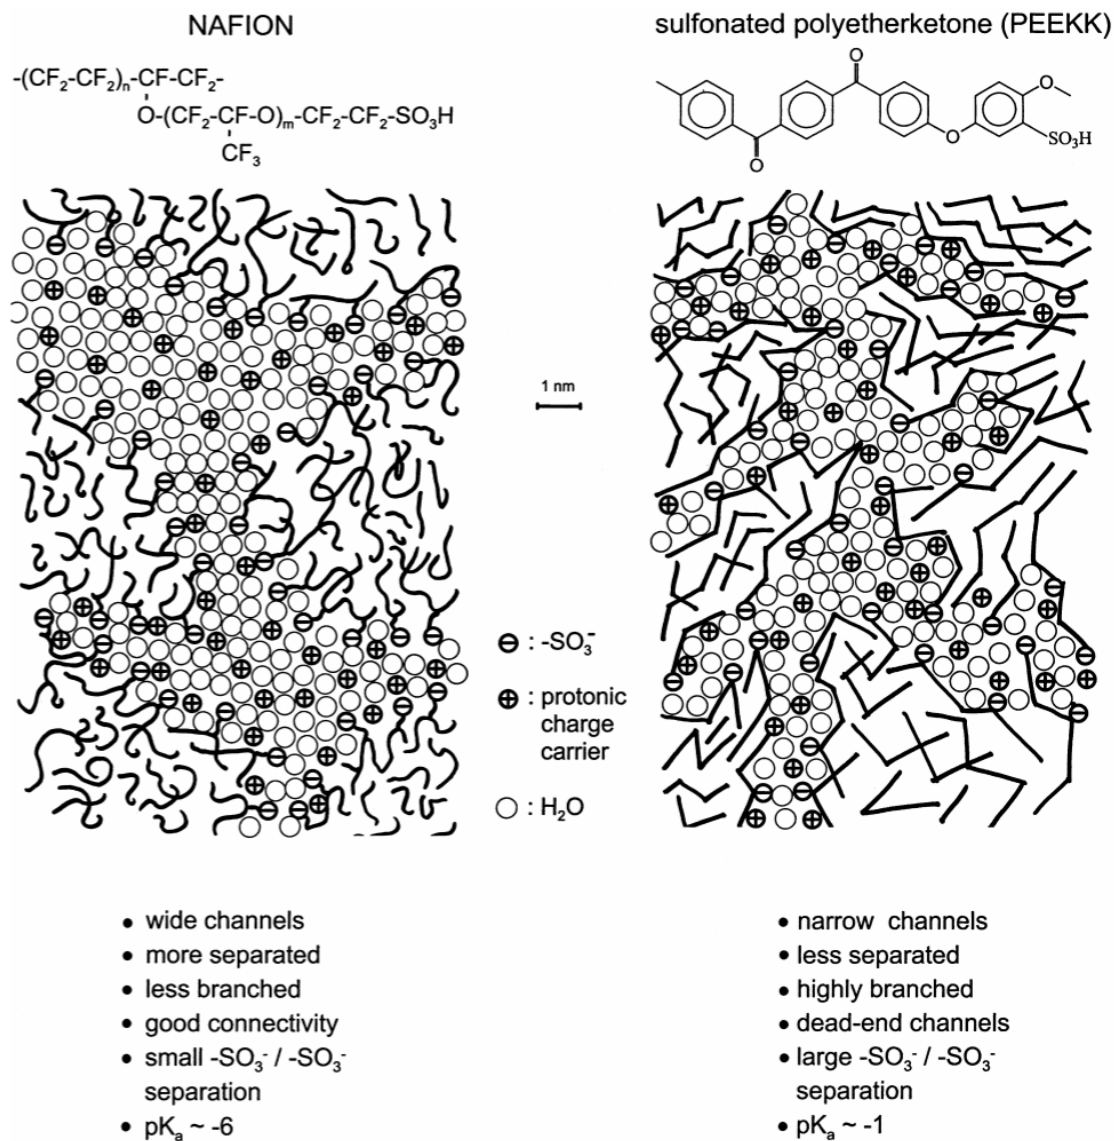 NAFION
-(CF₂-CF₂)ₙ-CF-CF₂-
O-(CF₂-CF-O)ₘ-CF₂-CF₂-SO₃H
CF₃
sulfonated polyetherketone (PEEKK)
O
O
O
O
SO₃H
1 nm
⊖ : -SO₃⁻
⊕ : protonic
charge
carrier
○ : H₂O
• wide channels
• more separated
• less branched
• good connectivity
• small -SO₃⁻ / -SO₃⁻
separation
• pKₐ ~ -6
• narrow channels
• less separated
• highly branched
• dead-end channels
• large -SO₃⁻ / -SO₃⁻
separation
• pKₐ ~ -1